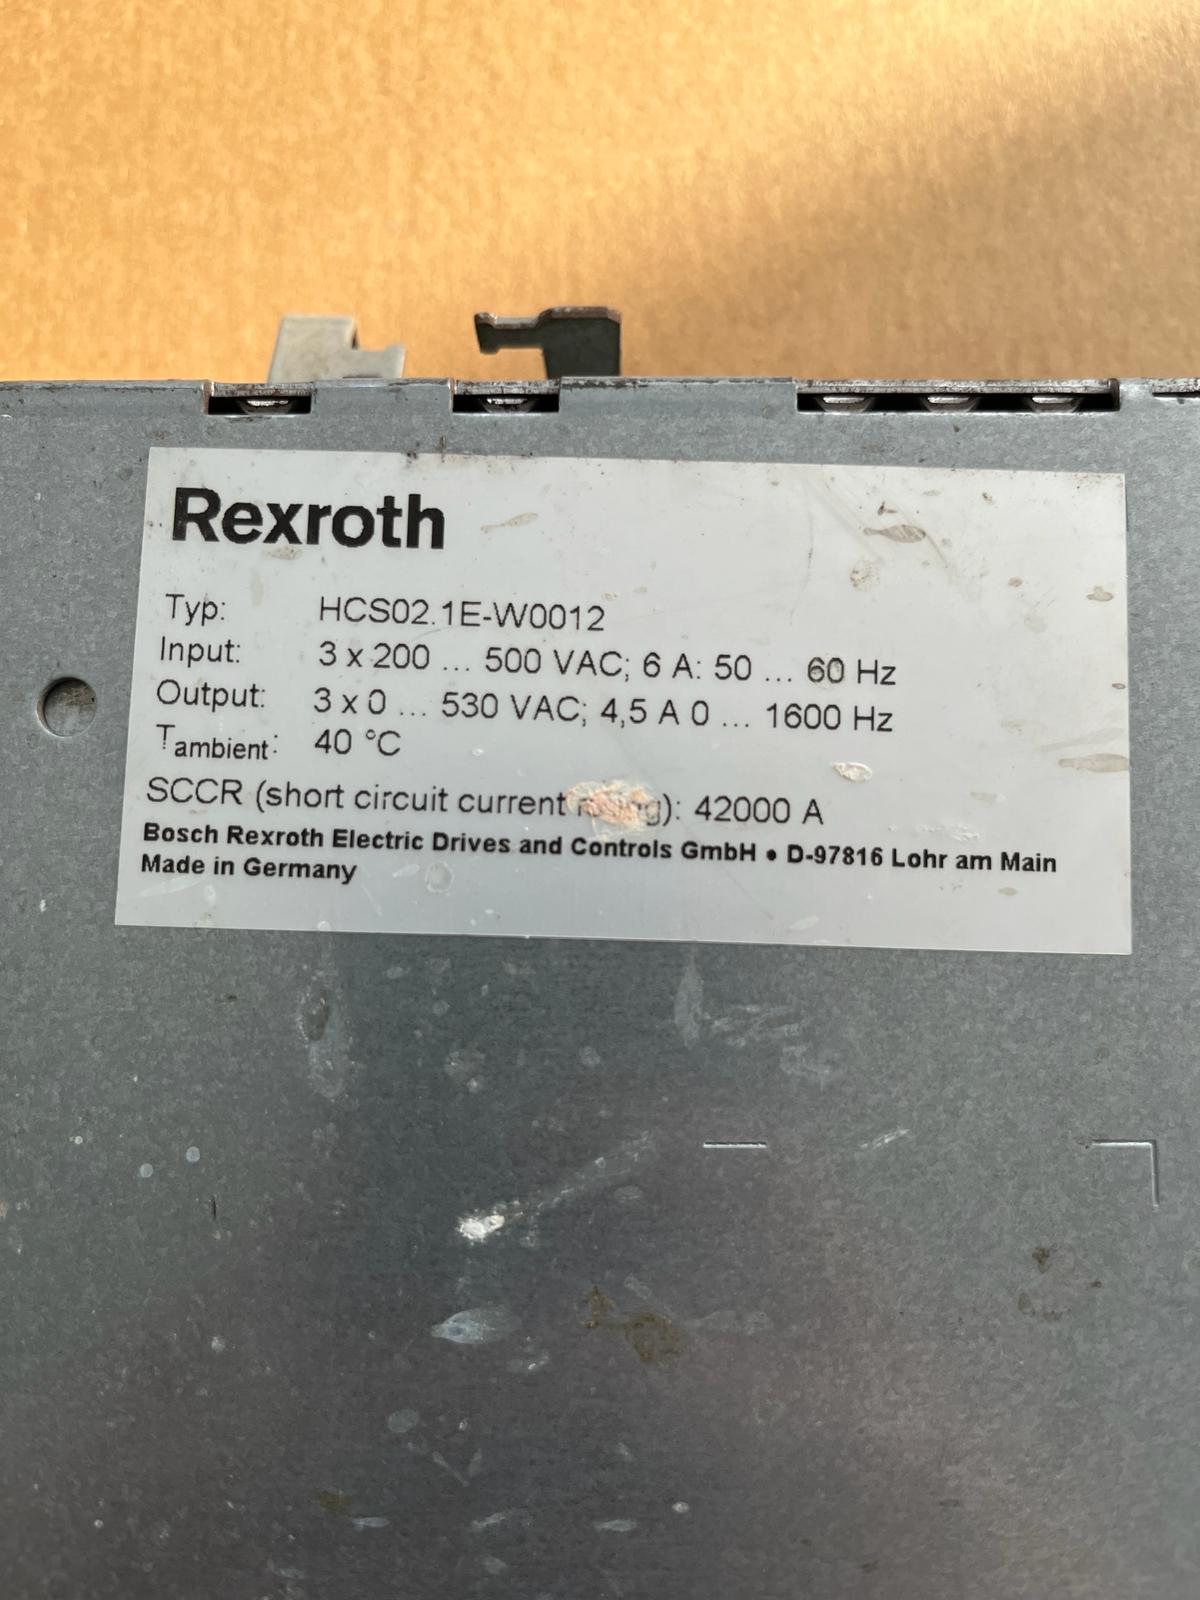 Rexroth
Typ: HCS02.1E-W0012
Input: 3 x 200 ... 500 VAC; 6 A: 50 ... 60 Hz
Output: 3 x 0 ... 530 VAC; 4,5 A 0 ... 1600 Hz
Tambient: 40 °C
SCCR (short circuit current rating): 42000 A
Bosch Rexroth Electric Drives and Controls GmbH • D-97816 Lohr am Main
Made in Germany